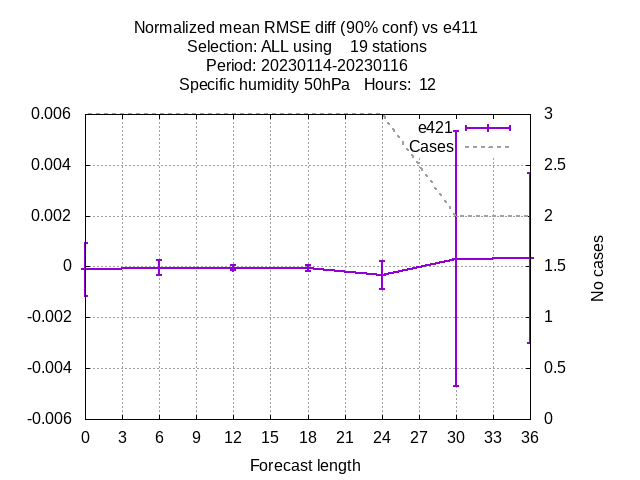 Normalized mean RMSE diff (90% conf) vs e411
Selection: ALL using    19 stations
Period: 20230114-20230116
Specific humidity 50hPa   Hours:  12
0.006
0.004
0.002
0
-0.002
-0.004
-0.006
3
2.5
2
1.5
1
0.5
0
e421
Cases
No cases
0 3 6 9 12 15 18 21 24 27 30 33 36
Forecast length